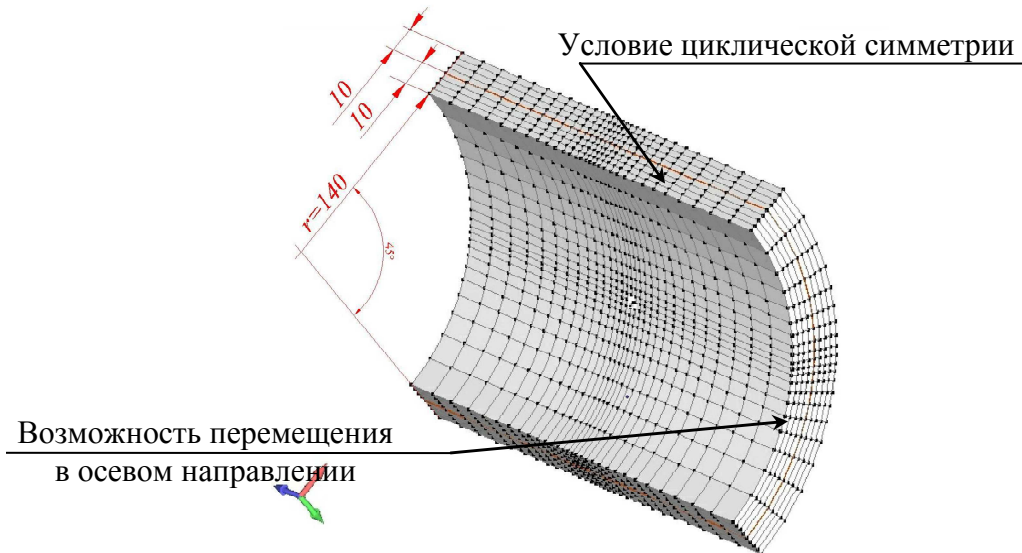 Условие циклической симметрии
10
10
r=140
45°
Возможность перемещения
в осевом направлении